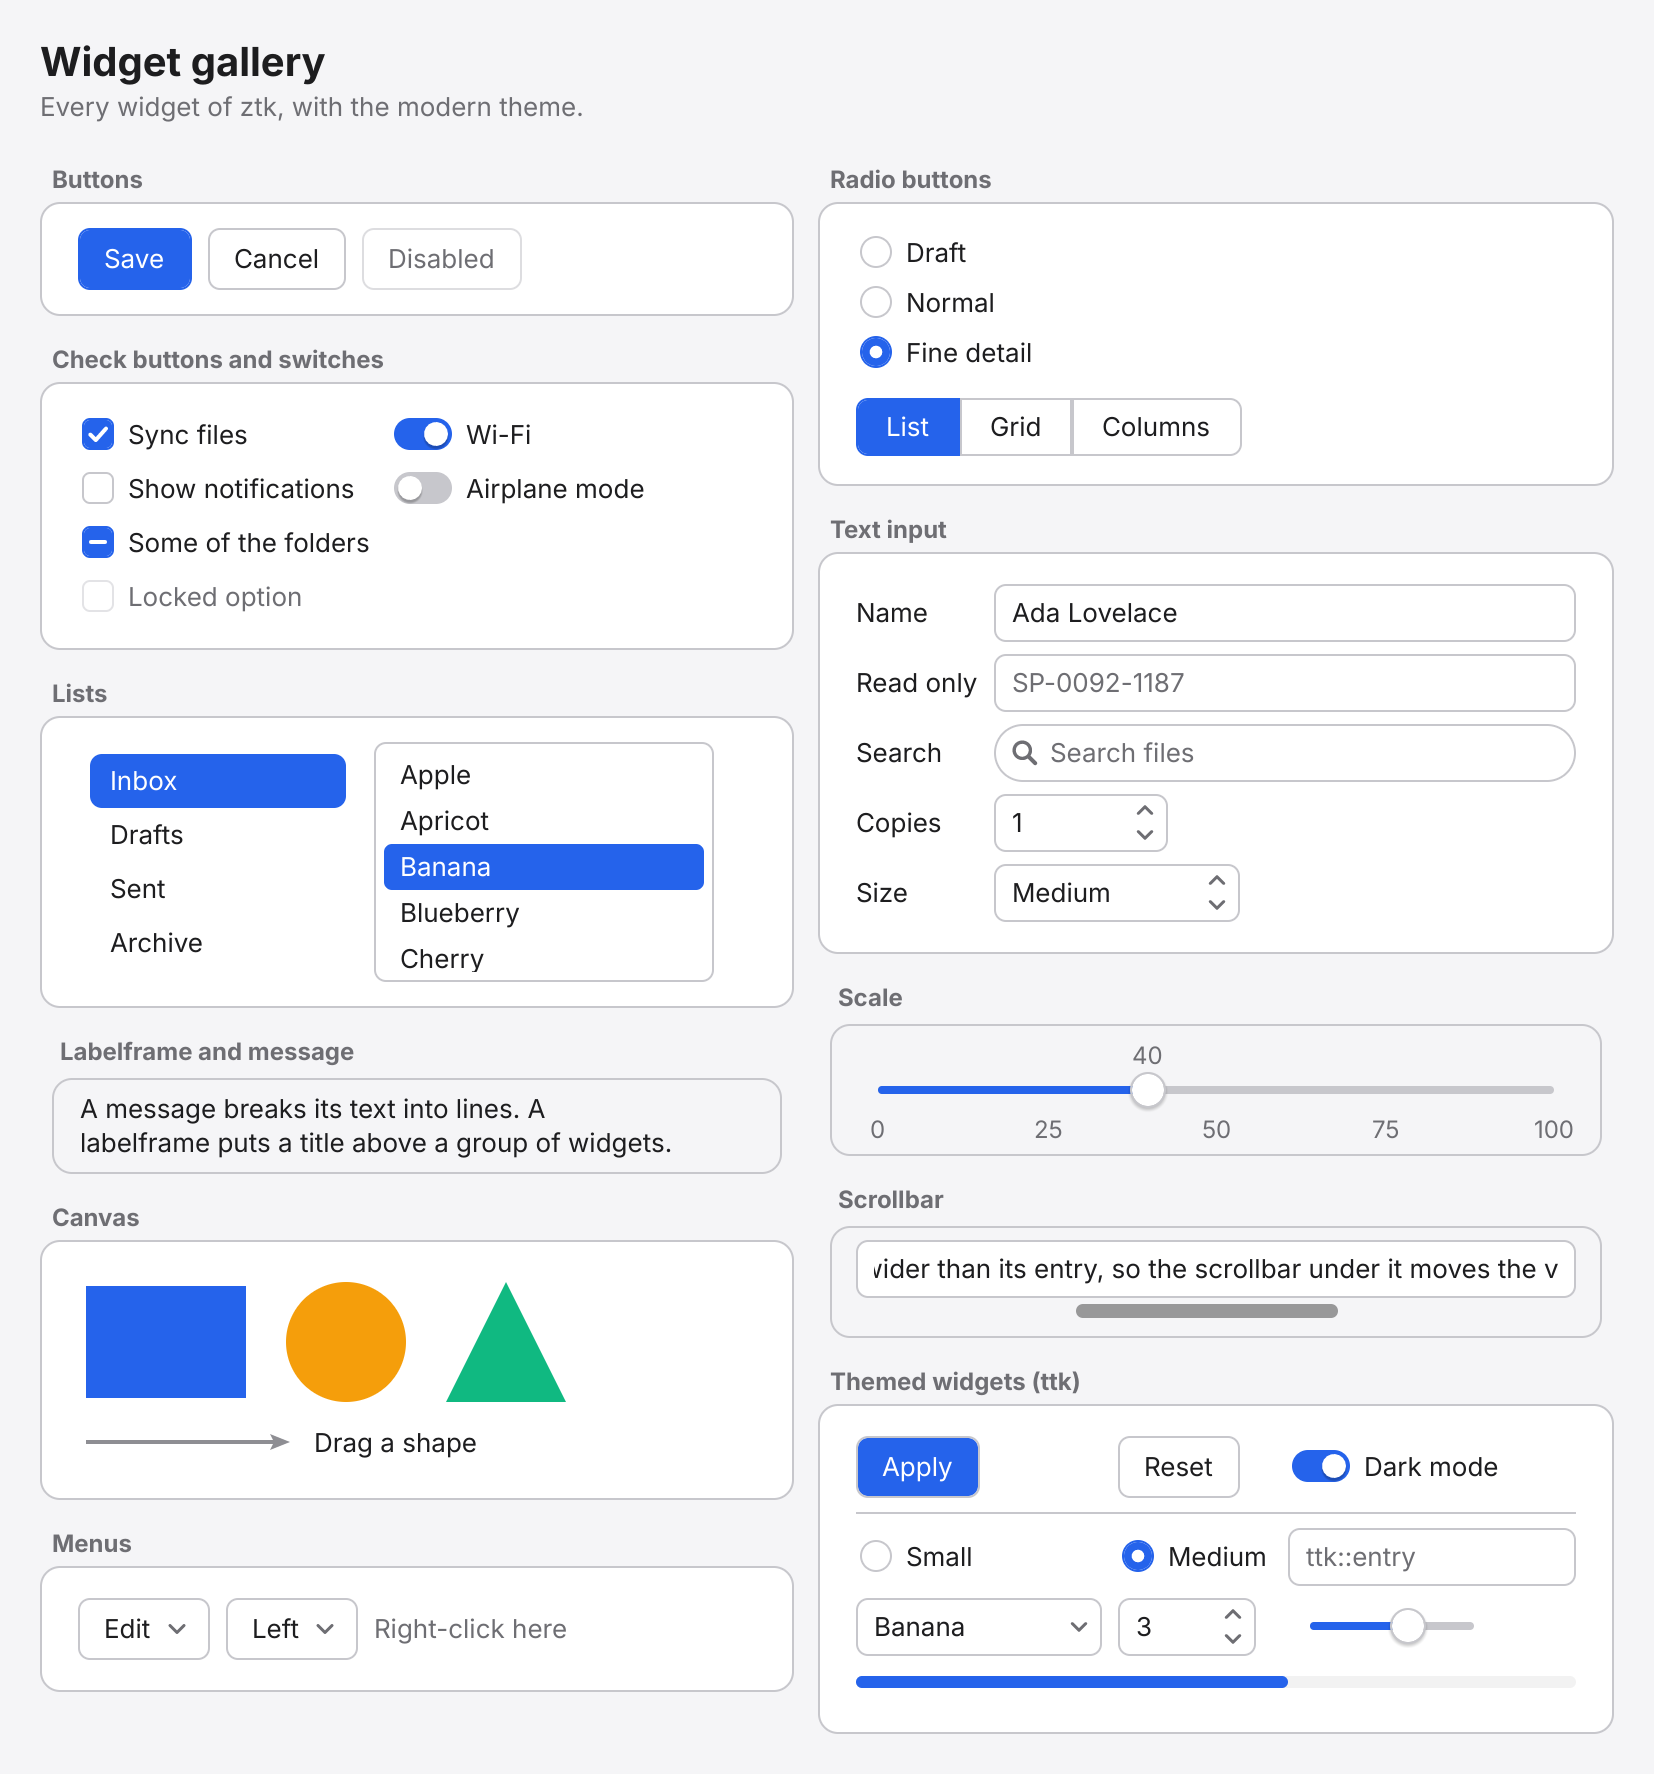 Widget gallery
Every widget of ztk, with the modern theme.
Buttons
Save
Cancel
Disabled
Check buttons and switches
Sync files
Wi-Fi
Show notifications
Airplane mode
Some of the folders
Locked option
Lists
Inbox
Drafts
Sent
Archive
Apple
Apricot
Banana
Blueberry
Cherry
Labelframe and message
A message breaks its text into lines. A
labelframe puts a title above a group of widgets.
Canvas
Drag a shape
Menus
Edit
Left
Right-click here
Radio buttons
Draft
Normal
Fine detail
List
Grid
Columns
Text input
Name
Ada Lovelace
Read only
SP-0092-1187
Search
Search files
Copies
1
Size
Medium
Scale
40
0 25 50 75 100
Scrollbar
than its entry, so the scrollbar under it moves the v
Themed widgets (ttk)
Apply
Reset
Dark mode
Small
Medium
ttk::entry
Banana
3